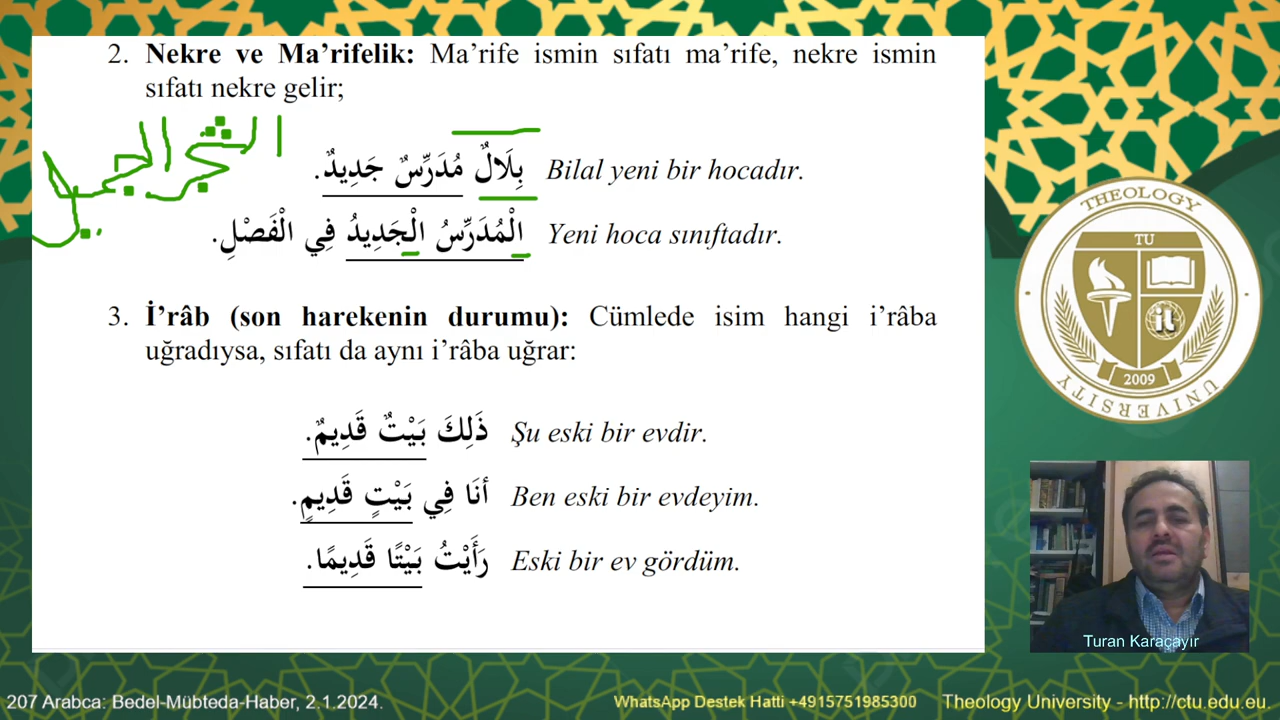 2. Nekre ve Ma’rifelik: Ma’rife ismin sıfatı ma’rife, nekre ismin
sıfatı nekre gelir;
الشجر الجميل
بِلَالٌ مُدَرِّسٌ جَدِيدٌ. Bilal yeni bir hocadır.
الْمُدَرِّسُ الْجَدِيدُ فِي الْفَصْلِ. Yeni hoca sınıftadır.
3. İ’râb (son harekenin durumu): Cümlede isim hangi i’râba
uğradıysa, sıfatı da aynı i’râba uğrar:
ذَلِكَ بَيْتٌ قَدِيمٌ. Şu eski bir evdir.
أنَا فِي بَيْتٍ قَدِيمٍ. Ben eski bir evdeyim.
رَأَيْتُ بَيْتًا قَدِيمًا. Eski bir ev gördüm.
THEOLOGY
TU
it
2009
UNIVERSITY
Turan Karaçayır
207 Arabca: Bedel-Mübteda-Haber, 2.1.2024.
WhatsApp Destek Hatti +4915751985300
Theology University - http://ctu.edu.eu.